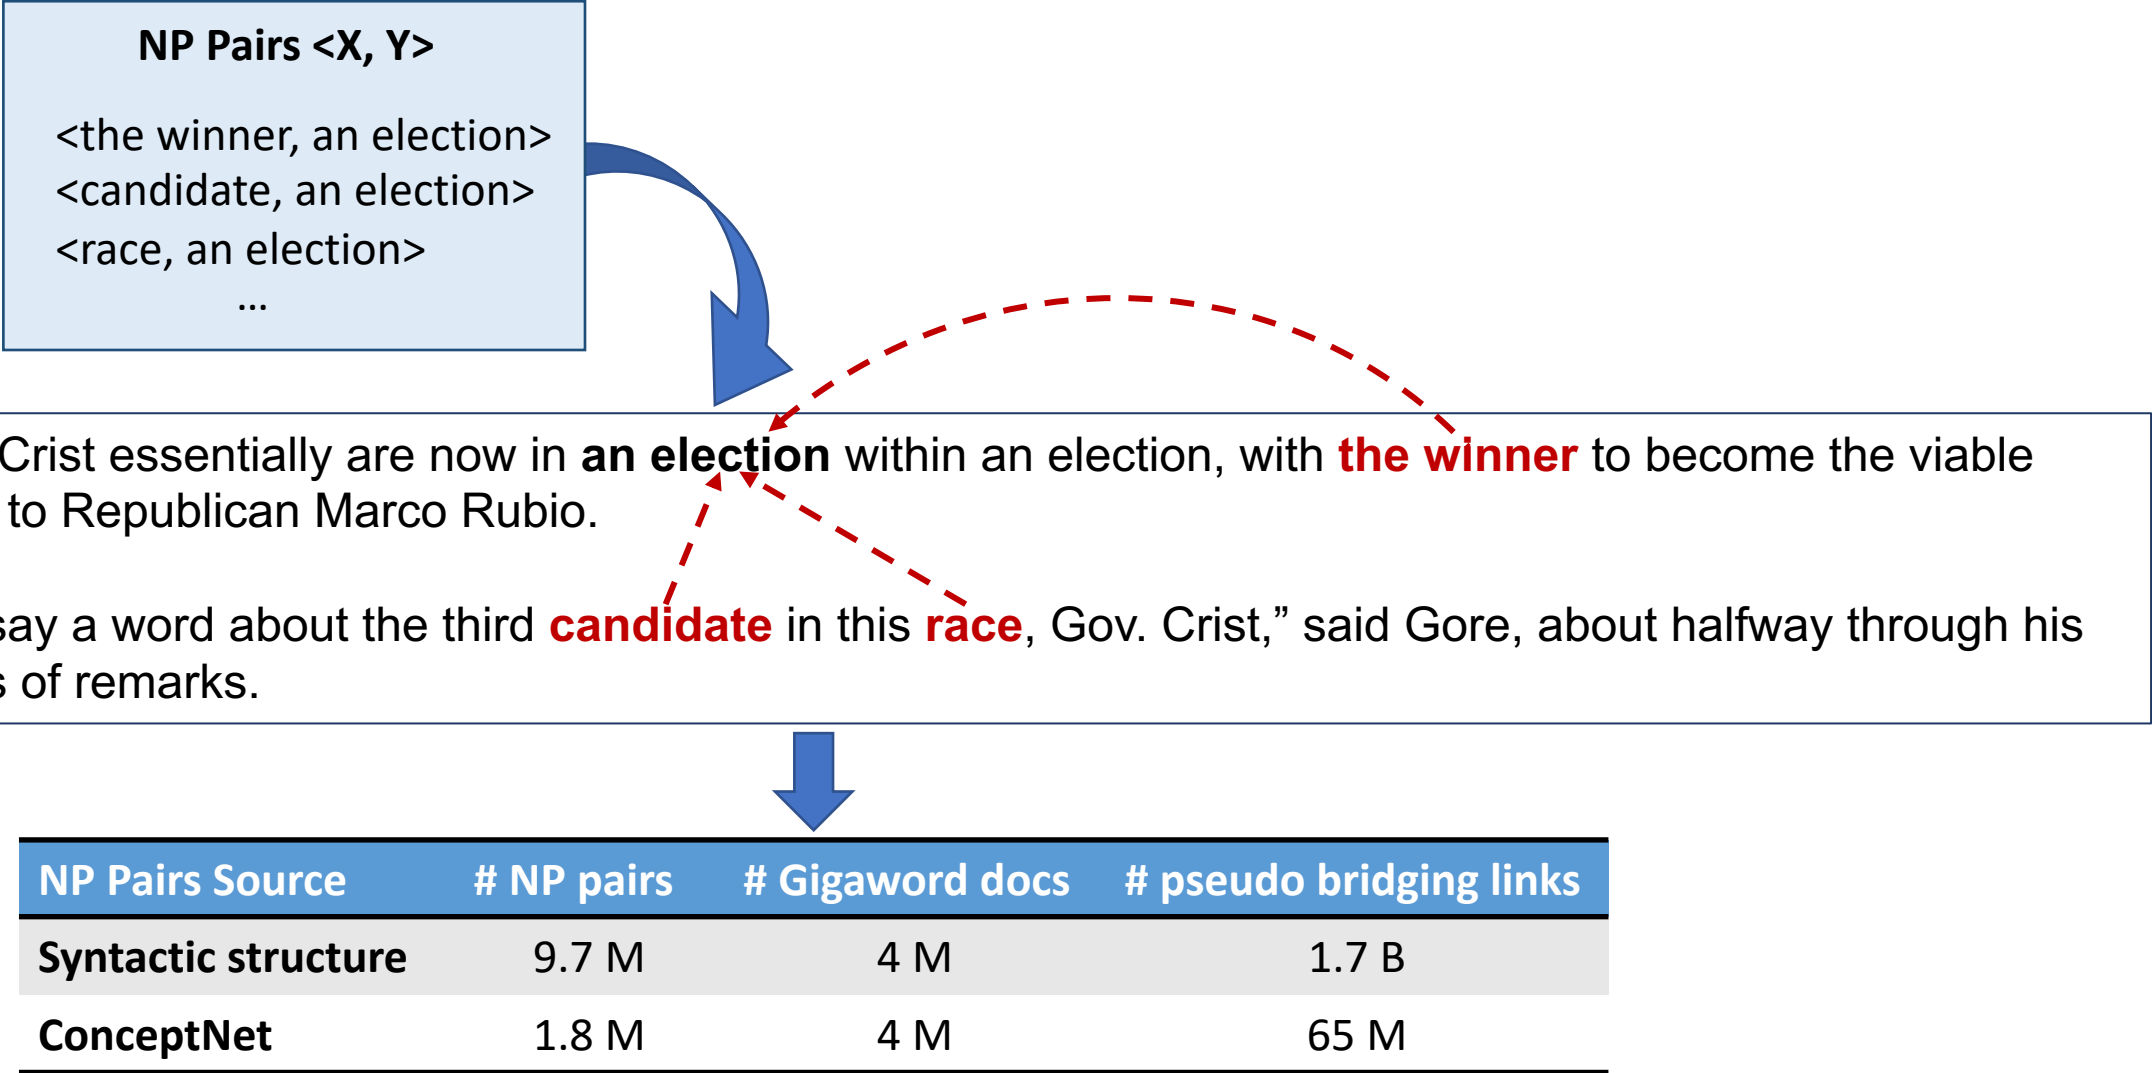 NP Pairs <X, Y>
<the winner, an election>
<candidate, an election>
<race, an election>
...
Crist essentially are now in an election within an election, with the winner to become the viable
to Republican Marco Rubio.
say a word about the third candidate in this race, Gov. Crist,” said Gore, about halfway through his
s of remarks.
NP Pairs Source # NP pairs # Gigaword docs # pseudo bridging links
Syntactic structure 9.7 M 4 M 1.7 B
ConceptNet 1.8 M 4 M 65 M